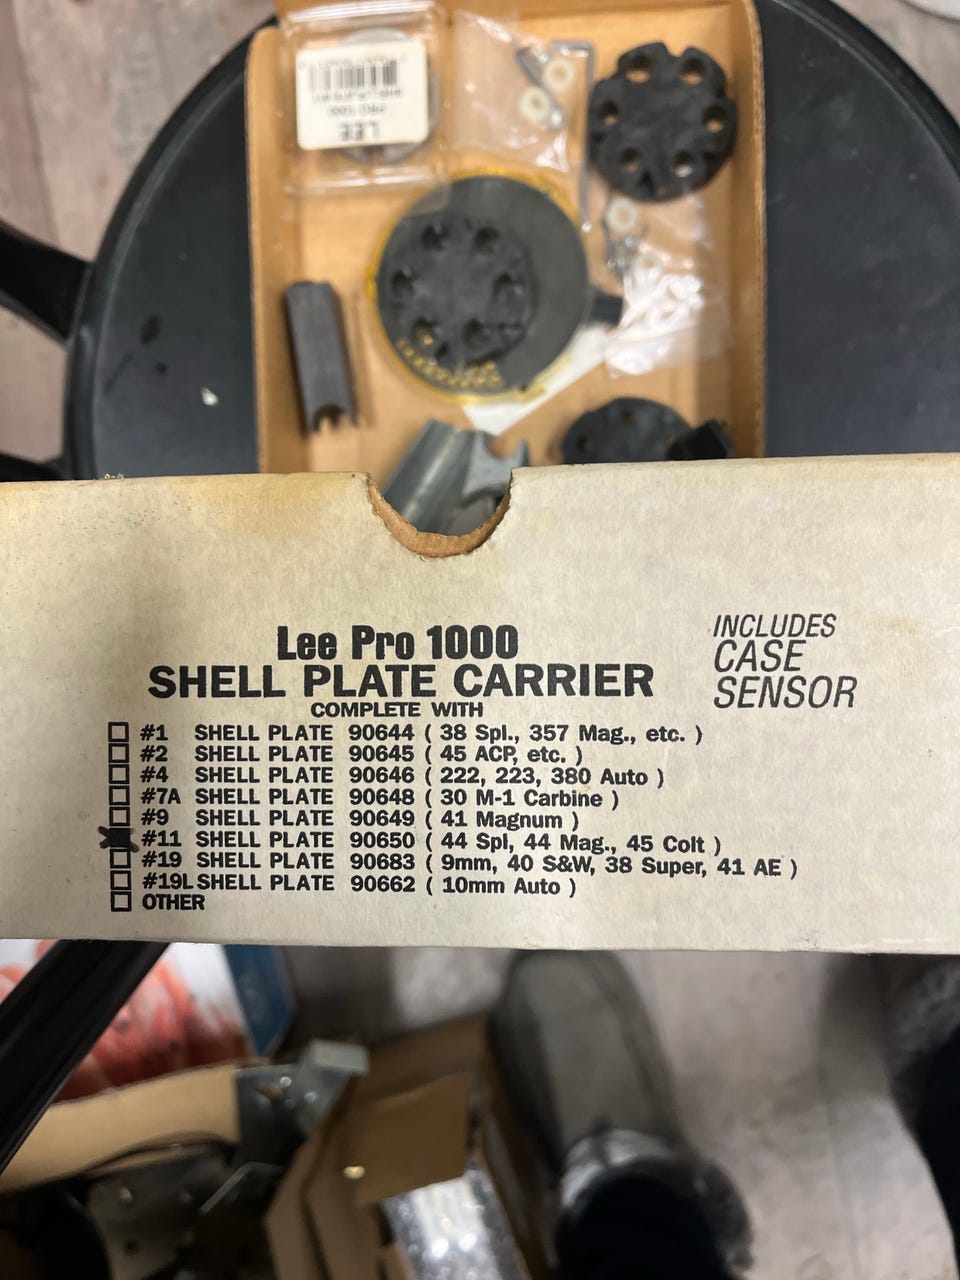 LEE
PRO 1000
Lee Pro 1000
SHELL PLATE CARRIER
COMPLETE WITH
INCLUDES
CASE
SENSOR
#1 SHELL PLATE 90644 ( 38 Spl., 357 Mag., etc. )
#2 SHELL PLATE 90645 ( 45 ACP, etc. )
#4 SHELL PLATE 90646 ( 222, 223, 380 Auto )
#7A SHELL PLATE 90648 ( 30 M-1 Carbine )
#9 SHELL PLATE 90649 ( 41 Magnum )
#11 SHELL PLATE 90650 ( 44 Spl, 44 Mag., 45 Colt )
#19 SHELL PLATE 90683 ( 9mm, 40 S&W, 38 Super, 41 AE )
#19L SHELL PLATE 90662 ( 10mm Auto )
OTHER